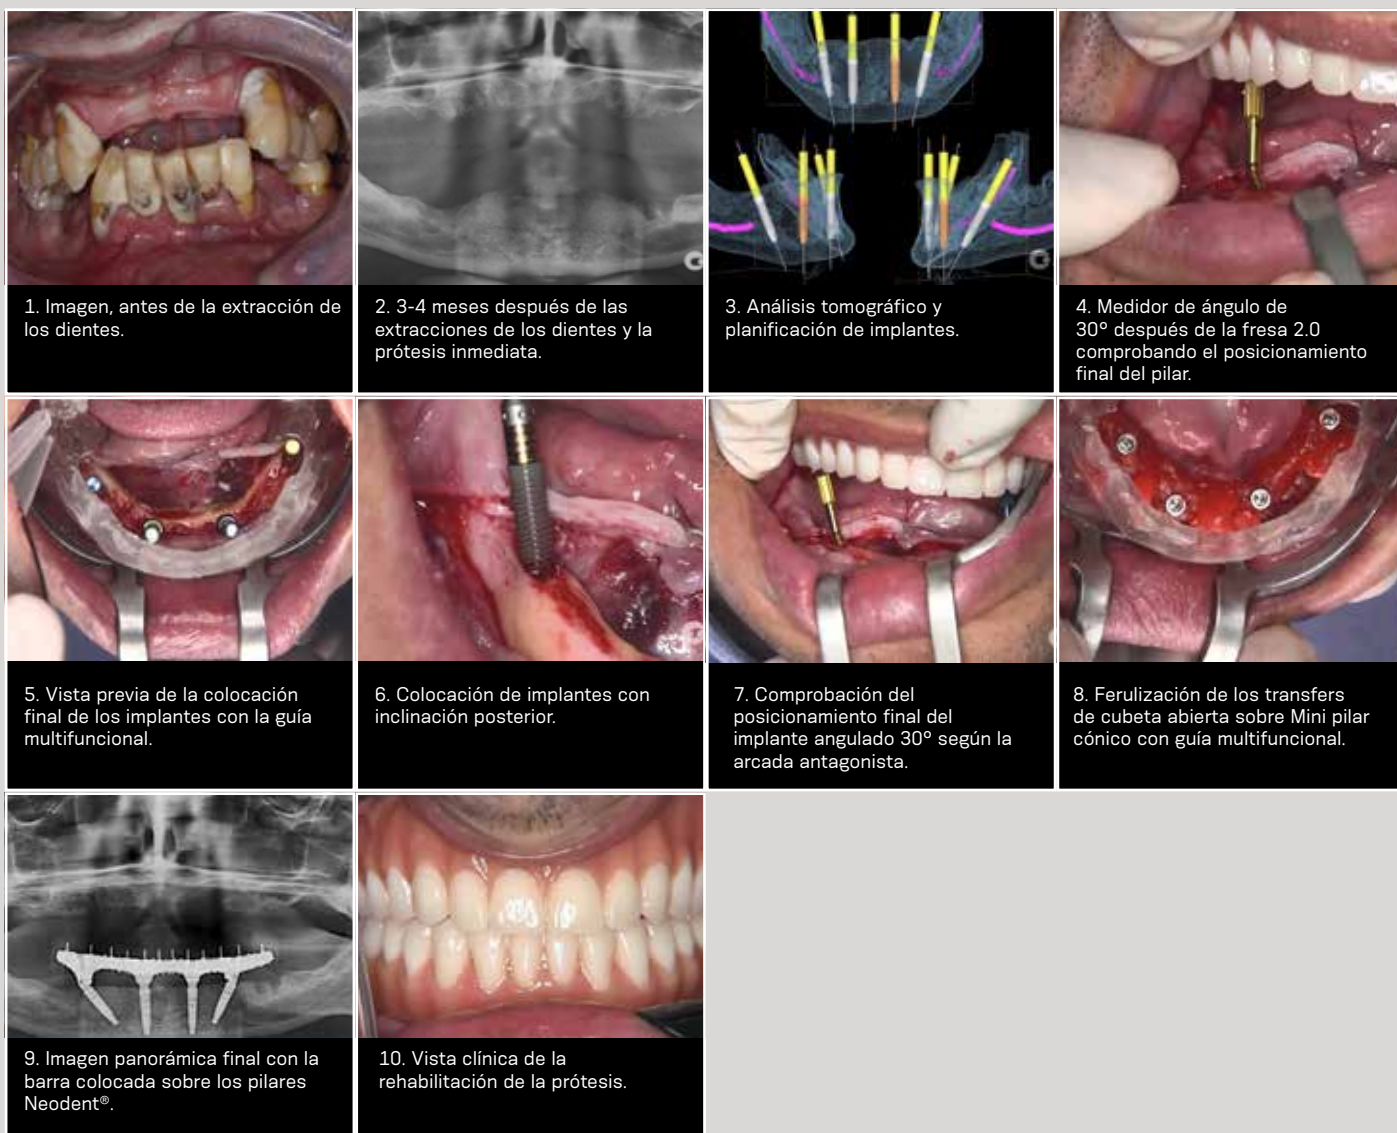 1. Imagen, antes de la extracción de
los dientes.
2. 3-4 meses después de las
extracciones de los dientes y la
prótesis inmediata.
3. Análisis tomográfico y
planificación de implantes.
4. Medidor de ángulo de
30° después de la fresa 2.0
comprobando el posicionamiento
final del pilar.
5. Vista previa de la colocación
final de los implantes con la guía
multifuncional.
6. Colocación de implantes con
inclinación posterior.
7. Comprobación del
posicionamiento final del
implante angulado 30° según la
arcada antagonista.
8. Ferulización de los transfers
de cubeta abierta sobre Mini pilar
cónico con guía multifuncional.
9. Imagen panorámica final con la
barra colocada sobre los pilares
Neodent®.
10. Vista clínica de la
rehabilitación de la prótesis.